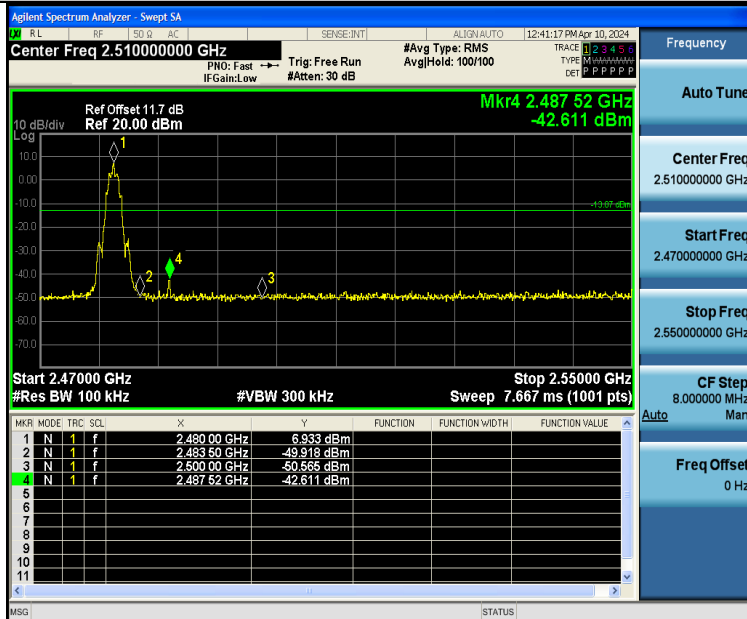 Agilent Spectrum Analyzer - Swept SA
LXI RL RF 50 Ω AC SENSE:INT ALIGN AUTO 12:41:17 PM Apr 10, 2024
Center Freq 2.510000000 GHz
PNO: Fast
IFGain:Low
Trig: Free Run
#Atten: 30 dB
#Avg Type: RMS
Avg|Hold: 100/100
TRACE 1 2 3 4 5 6
TYPE M
DET P P P P P P
Ref Offset 11.7 dB
Ref 20.00 dBm
10 dB/div
Log
Mkr4 2.487 52 GHz
-42.611 dBm
10.0
0.00
-10.0
-20.0
-30.0
-40.0
-50.0
-60.0
-70.0
1
2
3
4
-13.07 dBm
Start 2.47000 GHz Stop 2.55000 GHz
#Res BW 100 kHz #VBW 300 kHz Sweep 7.667 ms (1001 pts)
MKR MODE TRC SCL X Y FUNCTION FUNCTION WIDTH FUNCTION VALUE
1 N 1 f 2.480 00 GHz 6.933 dBm
2 N 1 f 2.483 50 GHz -49.918 dBm
3 N 1 f 2.500 00 GHz -50.565 dBm
4 N 1 f 2.487 52 GHz -42.611 dBm
5
6
7
8
9
10
11
MSG STATUS
Frequency
Auto Tune
Center Freq
2.510000000 GHz
Start Freq
2.470000000 GHz
Stop Freq
2.550000000 GHz
CF Step
8.000000 MHz
Auto Man
Freq Offset
0 Hz